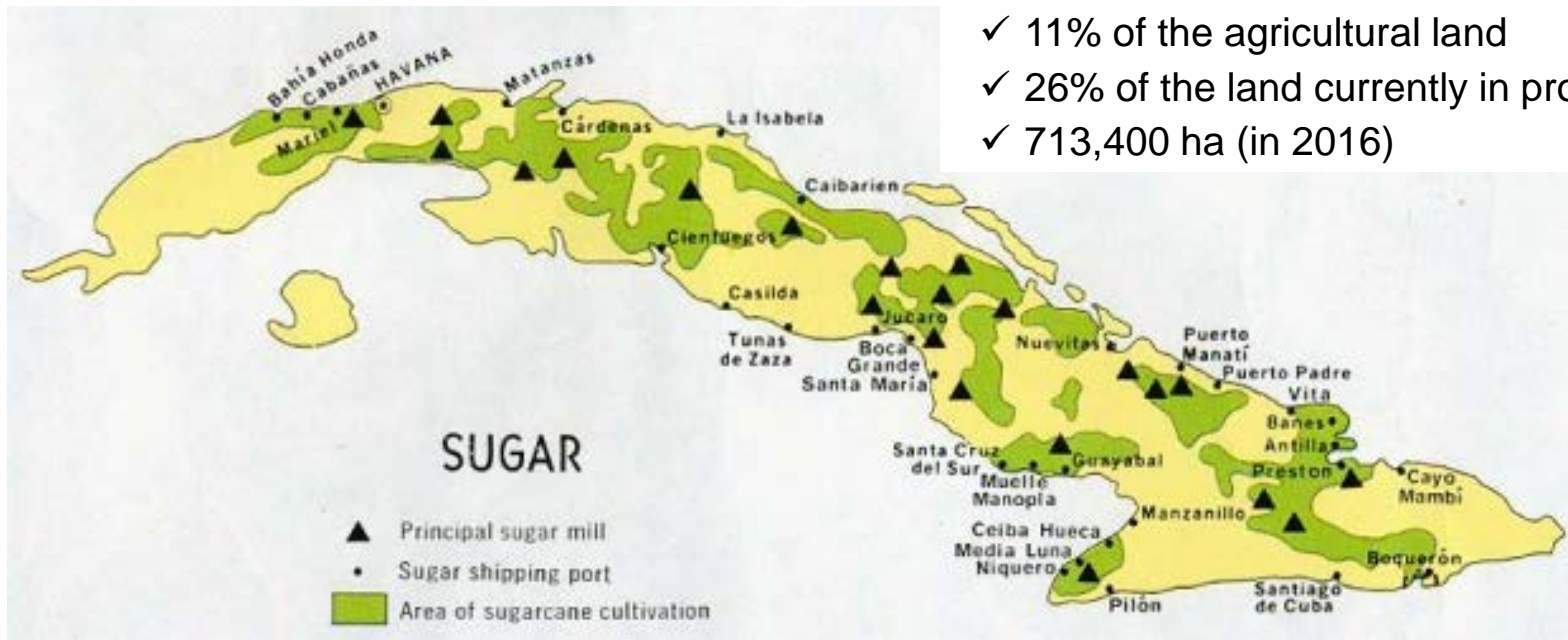 ✓ 11% of the agricultural land
✓ 26% of the land currently in
✓ 713,400 ha (in 2016)
Bahía Honda
Cabañas
HAVANA
Mariel
Matanzas
Cárdenas
La Isabela
Caibarien
Cienfuegos
Casilda
Tunas
de Zaza
Jucaro
Boca
Grande
Santa María
Nuevitas
Puerto
Manatí
Puerto Padre
Vita
Banes
Antilla
Preston
Cayo
Mambí
Santa Cruz
del Sur
Guayabal
Muelle
Manopla
Manzanillo
Ceiba Hueca
Media Luna
Niquero
Pilón
Santiago
de Cuba
Boquerón
SUGAR
Principal sugar mill
Sugar shipping port
Area of sugarcane cultivation